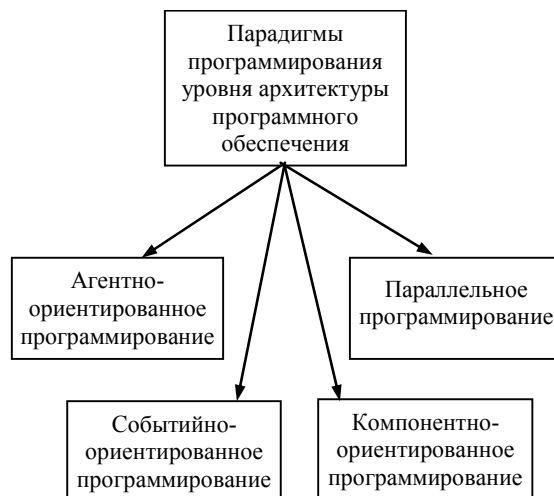 Парадигмы
программирования
уровня архитектуры
программного
обеспечения
Агентно-
ориентированное
программирование
Параллельное
программирование
Событийно-
ориентированное
программирование
Компонентно-
ориентированное
программирование